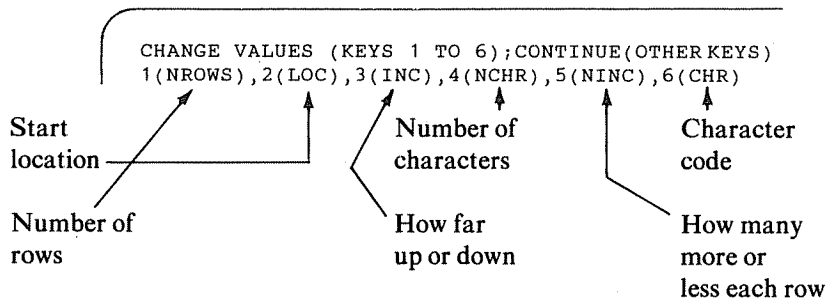 CHANGE VALUES (KEYS 1 TO 6);CONTINUE(OTHER KEYS)
1(NROWS),2(LOC),3(INC),4(NCHR),5(NINC),6(CHR)
Start
location
Number of
characters
Character
code
Number of
rows
How far
up or down
How many
more or
less each row